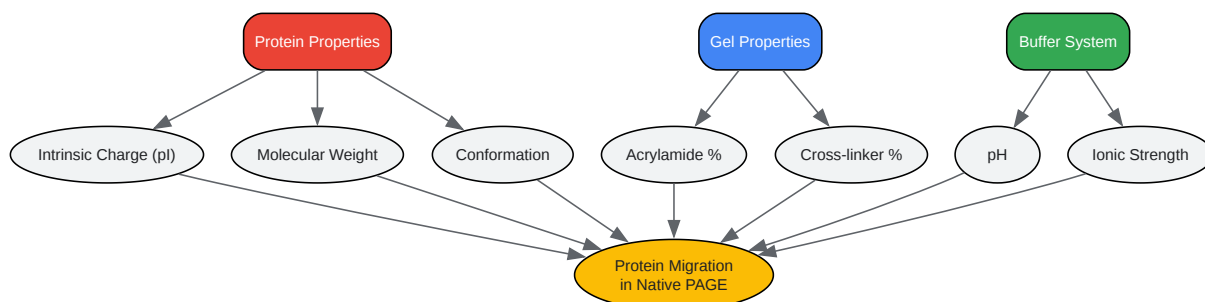 Protein Properties
Gel Properties
Buffer System
Intrinsic Charge (pI)
Molecular Weight
Conformation
Acrylamide %
Cross-linker %
pH
Ionic Strength
Protein Migration
in Native PAGE